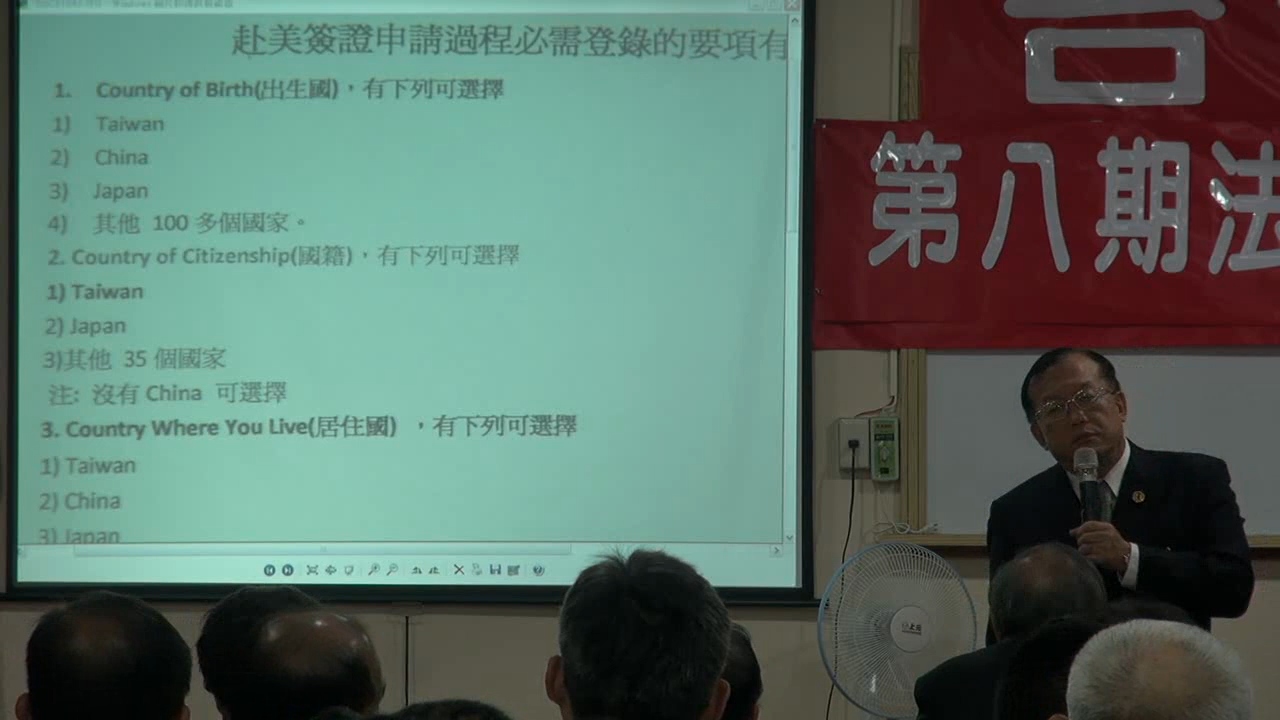 赴美簽證申請過程必需登錄的要項有
1. Country of Birth(出生國)，有下列可選擇
1) Taiwan
2) China
3) Japan
4) 其他 100 多個國家。
2. Country of Citizenship(國籍)，有下列可選擇
1) Taiwan
2) Japan
3)其他 35 個國家
注: 沒有 China 可選擇
3. Country Where You Live(居住國) ，有下列可選擇
1) Taiwan
2) China
3) Japan
第八期法